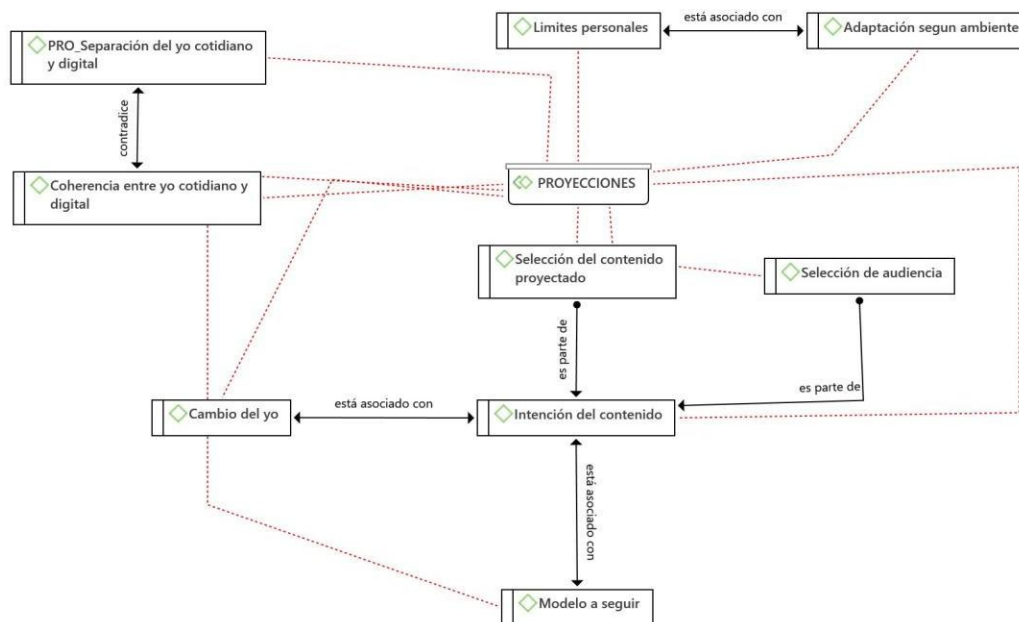 está asociado con
Limites personales
Adaptación segun ambiente
PRO_Separación del yo cotidiano
y digital
contradice
Coherencia entre yo cotidiano y
digital
PROYECCIONES
Selección del contenido
proyectado
Selección de audiencia
es parte de
es parte de
Cambio del yo
está asociado con
Intención del contenido
está asociado con
Modelo a seguir